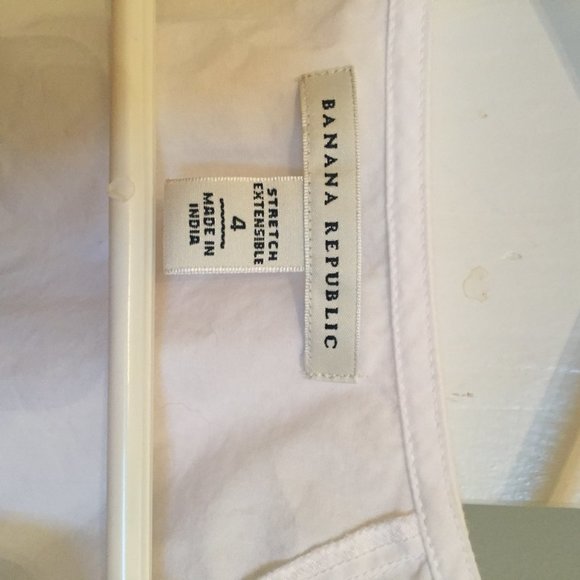 BANANA REPUBLIC
STRETCH
EXTENSIBLE
4
MADE IN
INDIA